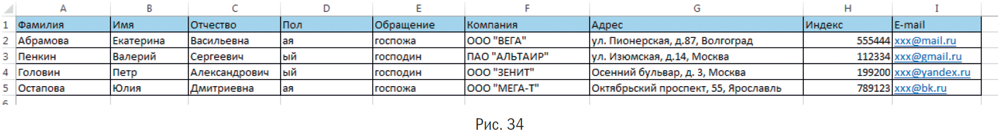 A B C D E F G H I
1 Фамилия Имя Отчество Пол Обращение Компания Адрес Индекс E-mail
2 Абрамова Екатерина Васильевна ая госпожа ООО "ВЕГА" ул. Пионерская, д.87, Волгоград 555444 xxx@mail.ru
3 Пенкин Валерий Сергеевич ый господин ПАО "АЛЬТАИР" ул. Изюмская, д.14, Москва 112334 xxx@gmail.ru
4 Головин Петр Александрович ый господин ООО "ЗЕНИТ" Осенний бульвар, д. 3, Москва 199200 xxx@yandex.ru
5 Остапова Юлия Дмитриевна ая госпожа ООО "МЕГА-Т" Октябрьский проспект, 55, Ярославль 789123 xxx@bk.ru
6
Рис. 34